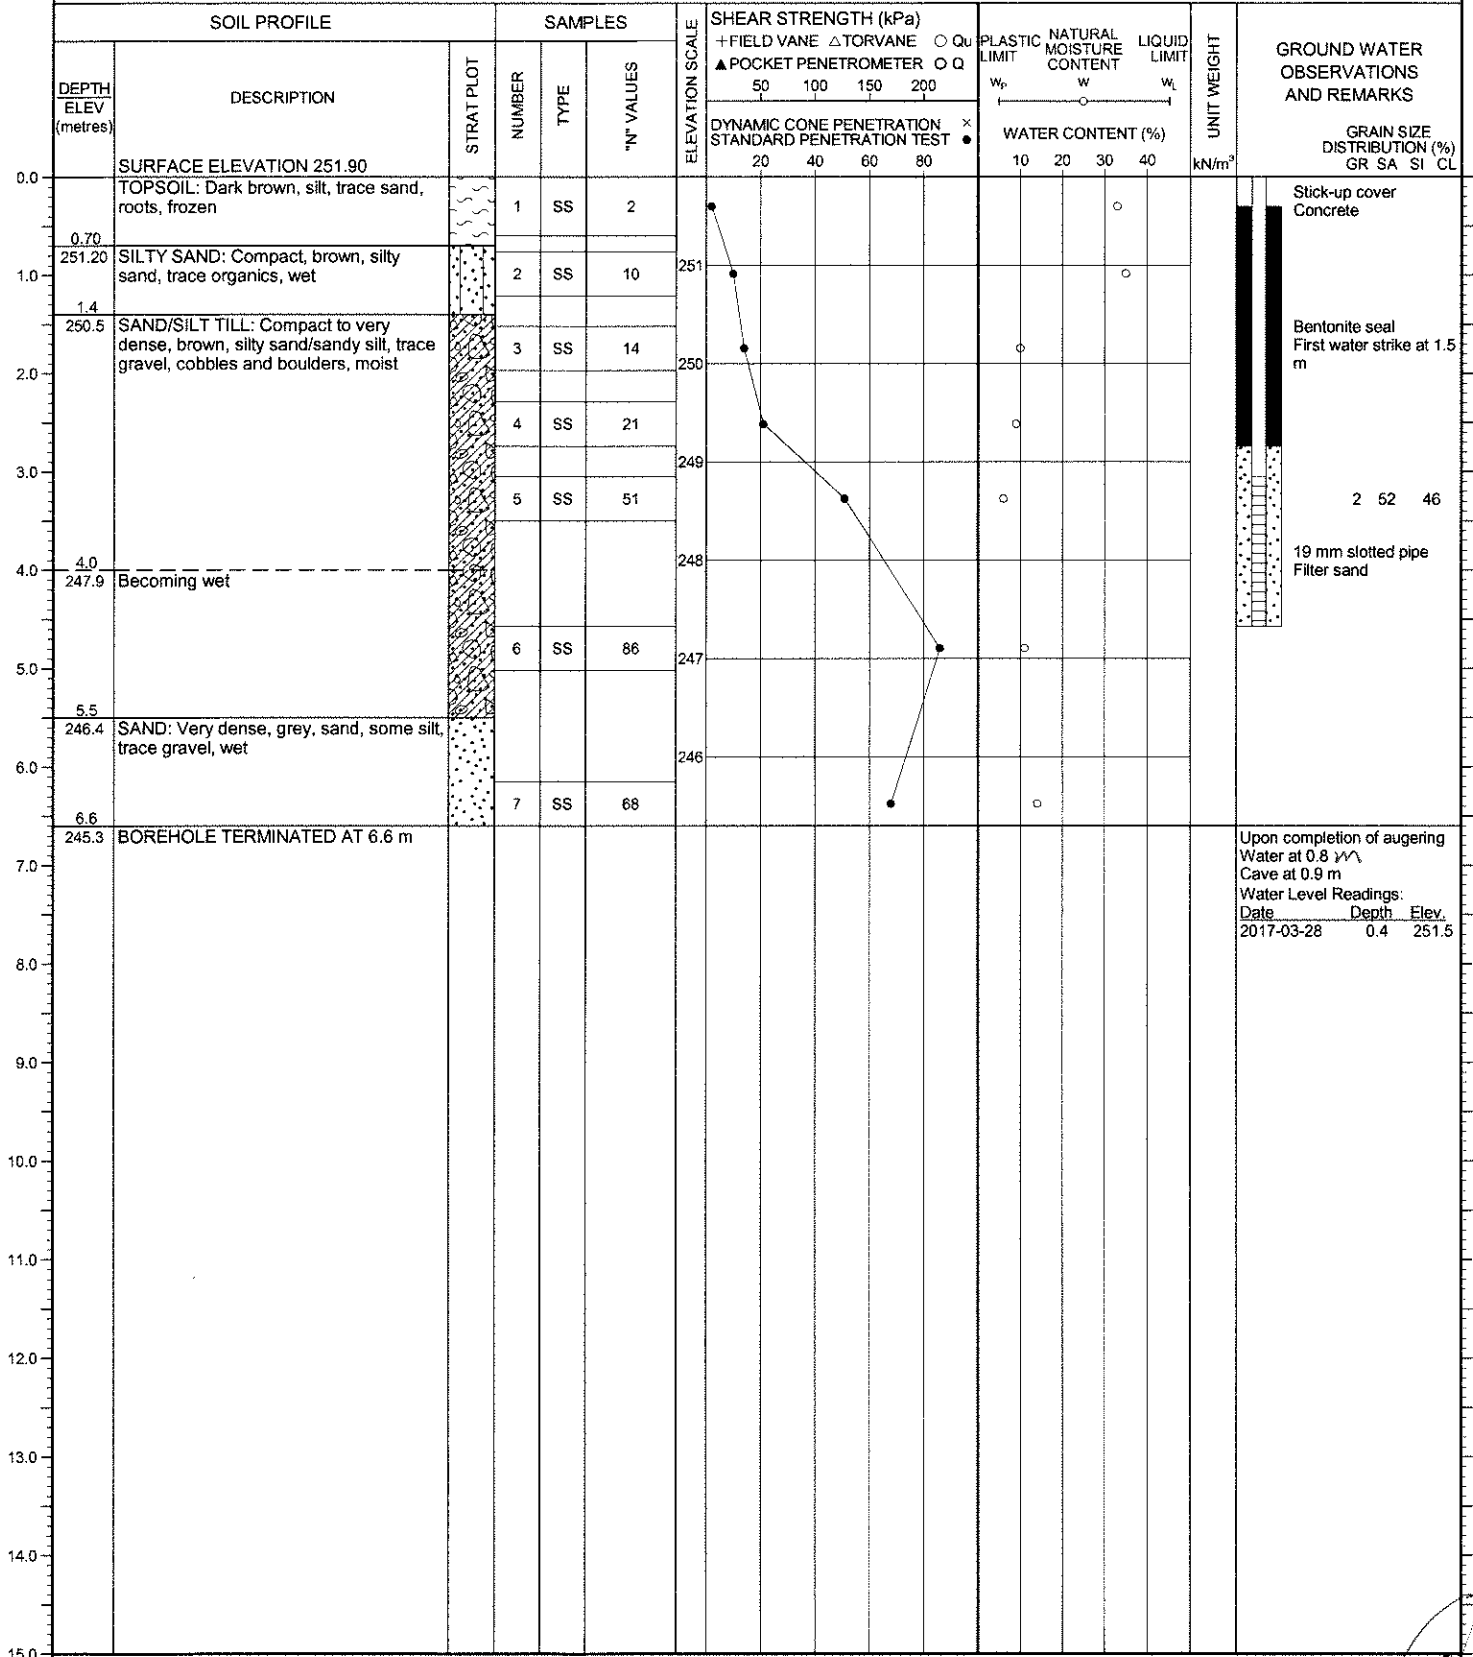 SOIL PROFILE
SAMPLES
DEPTH
ELEV
(metres)
DESCRIPTION
STRAT PLOT
NUMBER
TYPE
"N" VALUES
ELEVATION SCALE
SHEAR STRENGTH (kPa)
+FIELD VANE △TORVANE ○ Qu
▲POCKET PENETROMETER ○ Q
50 100 150 200
DYNAMIC CONE PENETRATION ×
STANDARD PENETRATION TEST ●
20 40 60 80
PLASTIC LIMIT
NATURAL MOISTURE CONTENT
LIQUID LIMIT
WP W WL
WATER CONTENT (%)
10 20 30 40
UNIT WEIGHT
kN/m³
GROUND WATER
OBSERVATIONS
AND REMARKS
GRAIN SIZE
DISTRIBUTION (%)
GR SA SI CL
SURFACE ELEVATION 251.90
0.0
TOPSOIL: Dark brown, silt, trace sand,
roots, frozen
1 SS 2
Stick-up cover
Concrete
0.70
251.20
SILTY SAND: Compact, brown, silty
sand, trace organics, wet
1.0
2 SS 10
251
1.4
250.5
SAND/SILT TILL: Compact to very
dense, brown, silty sand/sandy silt, trace
gravel, cobbles and boulders, moist
3 SS 14
Bentonite seal
First water strike at 1.5
m
2.0
250
4 SS 21
3.0
249
5 SS 51
2 52 46
4.0
4.0
247.9
Becoming wet
248
19 mm slotted pipe
Filter sand
6 SS 86
5.0
247
5.5
246.4
SAND: Very dense, grey, sand, some silt,
trace gravel, wet
6.0
246
7 SS 68
6.6
245.3
BOREHOLE TERMINATED AT 6.6 m
Upon completion of augering
Water at 0.8 m
Cave at 0.9 m
Water Level Readings:
Date Depth Elev.
2017-03-28 0.4 251.5
7.0
8.0
9.0
10.0
11.0
12.0
13.0
14.0
15.0